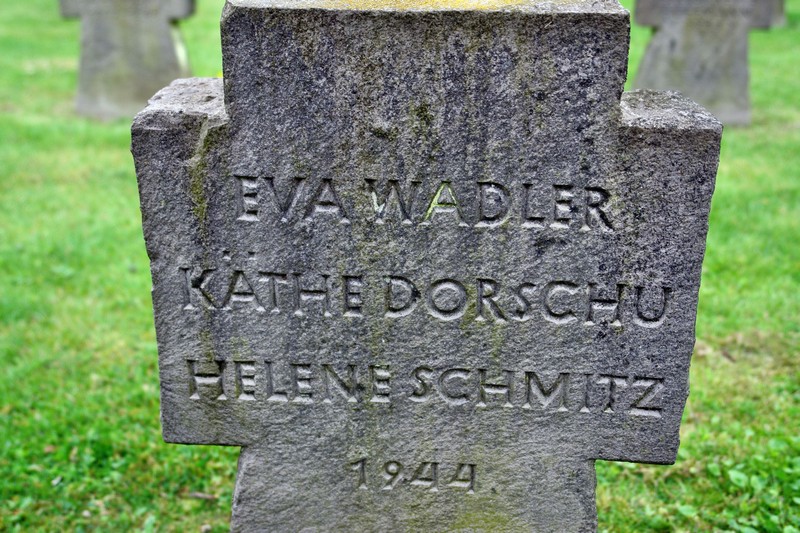 EVA WADLER
KÄTHE DORSCHU
HELENE SCHMITZ
1944